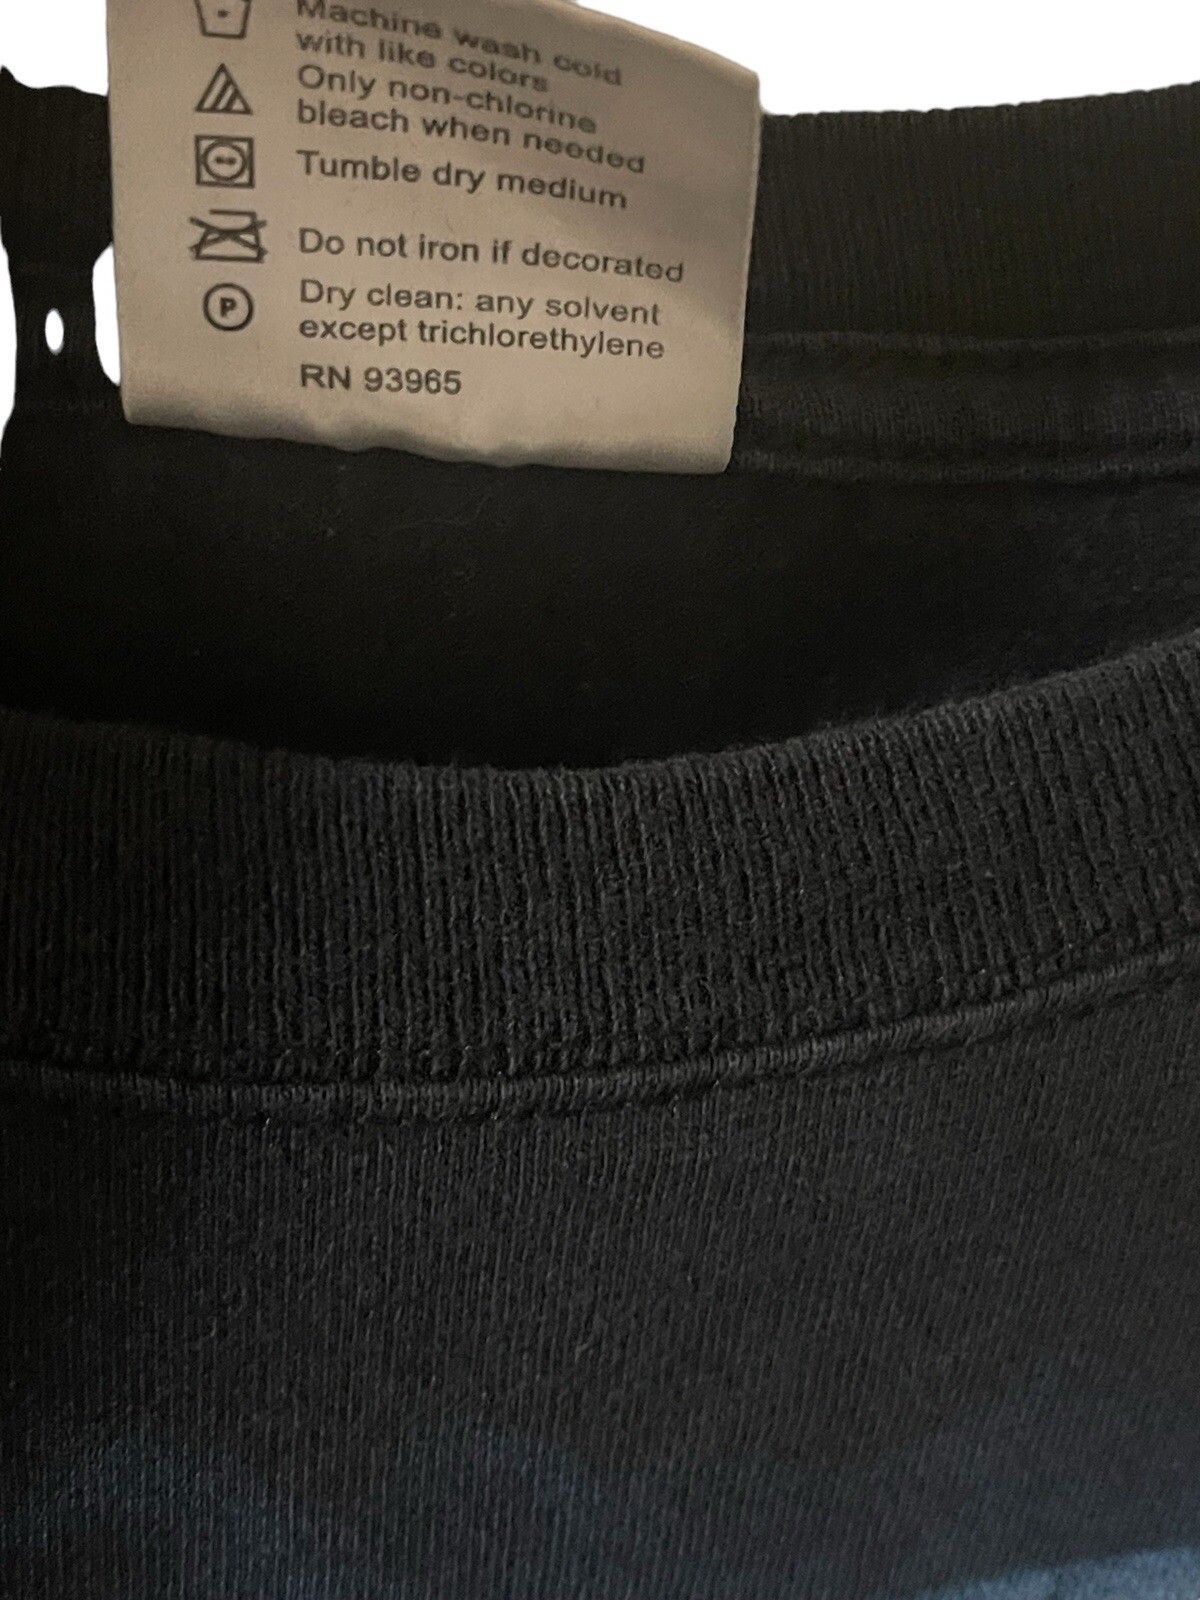 Machine wash cold
with like colors
Only non-chlorine
bleach when needed
Tumble dry medium
Do not iron if decorated
P
Dry clean: any solvent
except trichlorethylene
RN 93965